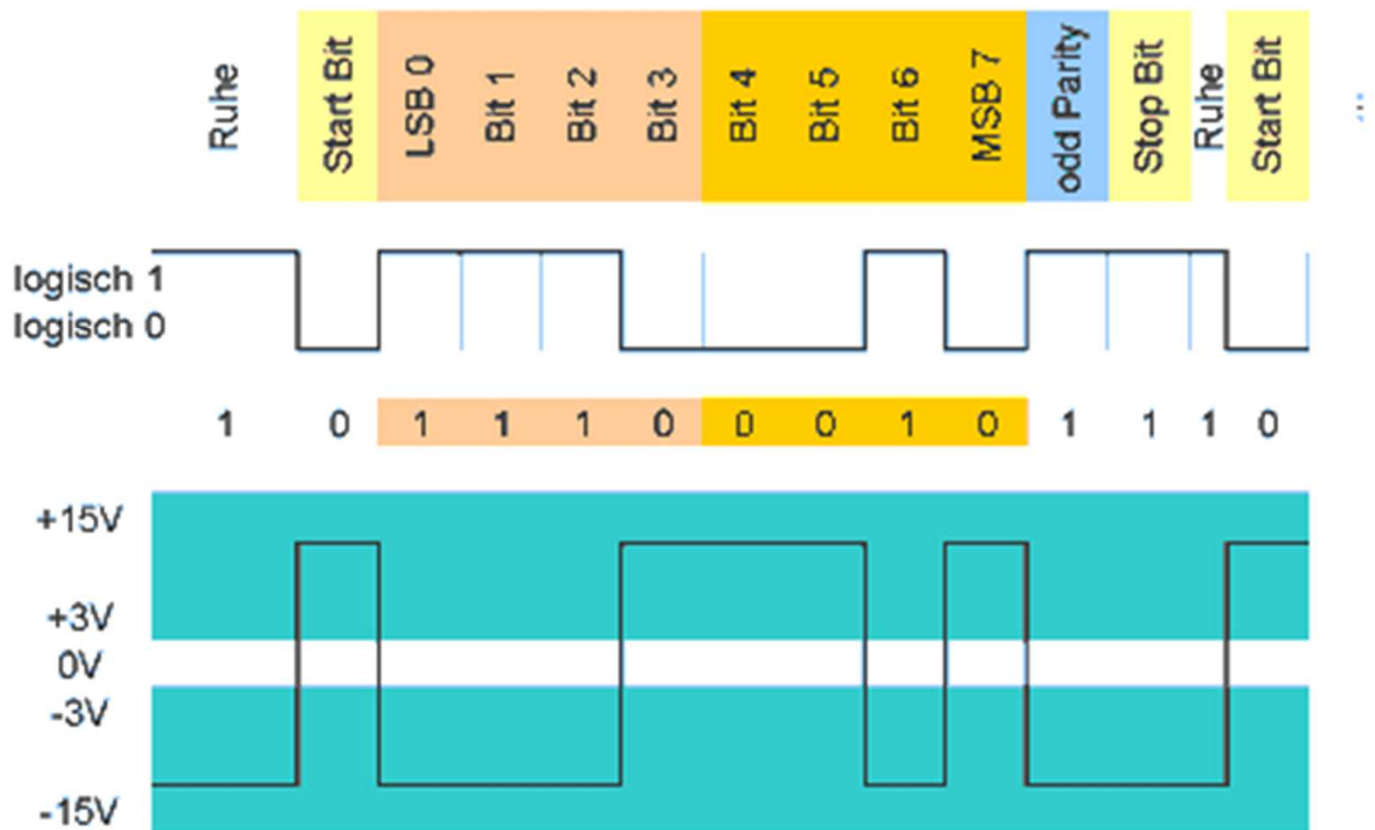 Ruhe Start Bit LSB 0 Bit 1 Bit 2 Bit 3 Bit 4 Bit 5 Bit 6 MSB 7 odd Parity Stop Bit Ruhe Start Bit ...
logisch 1
logisch 0
1 0 1 1 1 0 0 0 1 0 1 1 1 0
+15V
+3V
0V
-3V
-15V